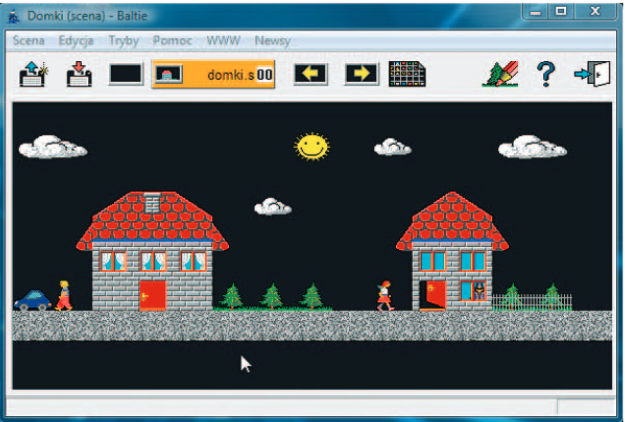 Domki (scena) - Baltie
Scena Edycja Tryby Pomoc WWW Newsy
domki.s00